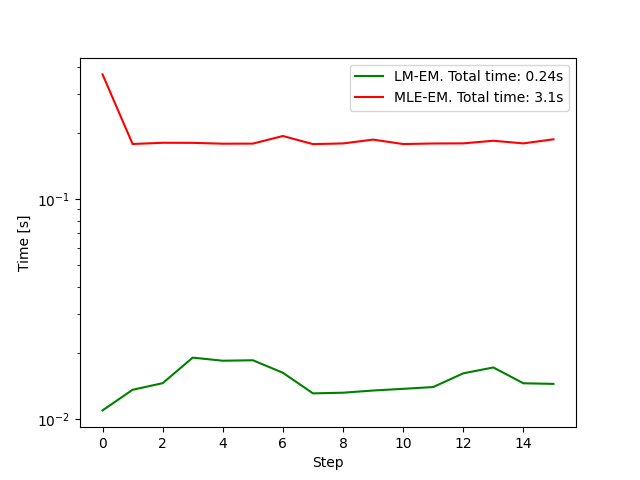 LM-EM. Total time: 0.24s
MLE-EM. Total time: 3.1s
10⁻¹
10⁻²
Time [s]
0 2 4 6 8 10 12 14
Step